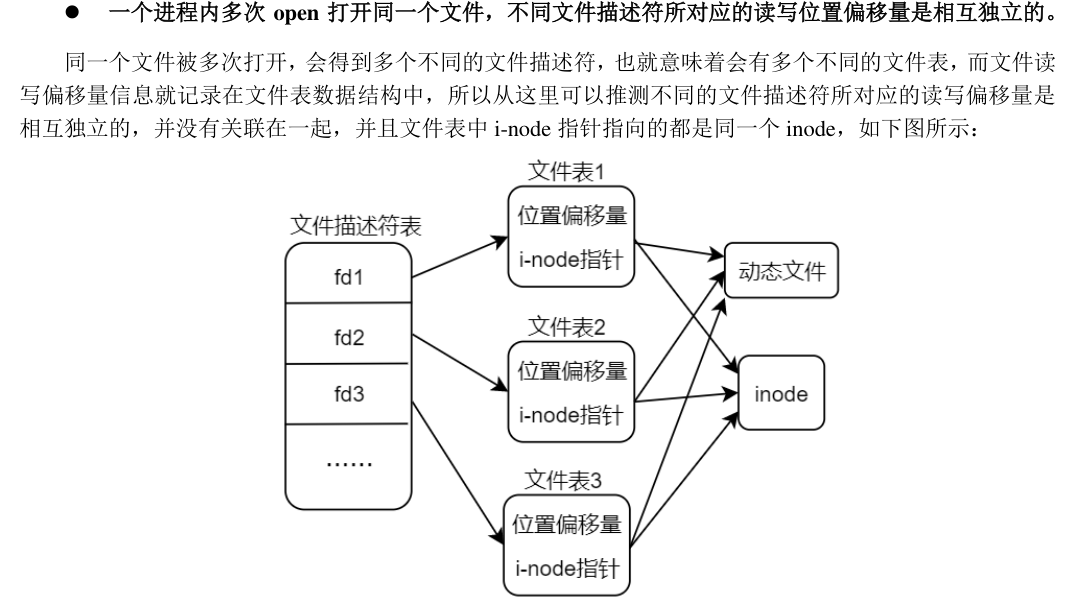 ● 一个进程内多次 open 打开同一个文件，不同文件描述符所对应的读写位置偏移量是相互独立的。
同一个文件被多次打开，会得到多个不同的文件描述符，也就意味着会有多个不同的文件表，而文件读
写偏移量信息就记录在文件表数据结构中，所以从这里可以推测不同的文件描述符所对应的读写偏移量是
相互独立的，并没有关联在一起，并且文件表中 i-node 指针指向的都是同一个 inode，如下图所示：
文件描述符表
fd1
fd2
fd3
……
文件表1
位置偏移量
i-node指针
文件表2
位置偏移量
i-node指针
文件表3
位置偏移量
i-node指针
动态文件
inode